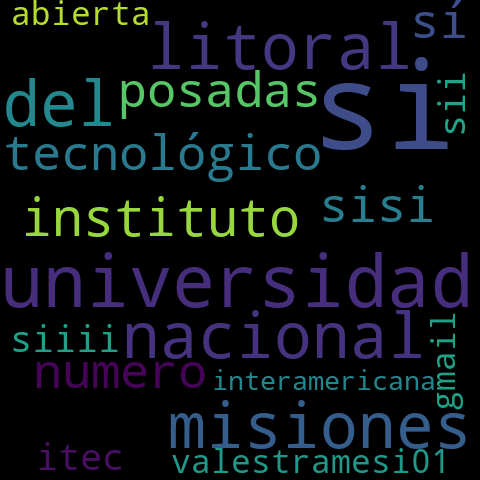 abierta
sí
litoral
si
sii
del
posadas
tecnológico
instituto
sisi
universidad
siiii
nacional
gmail
numero
interamericana
misiones
itec
valestramesi01